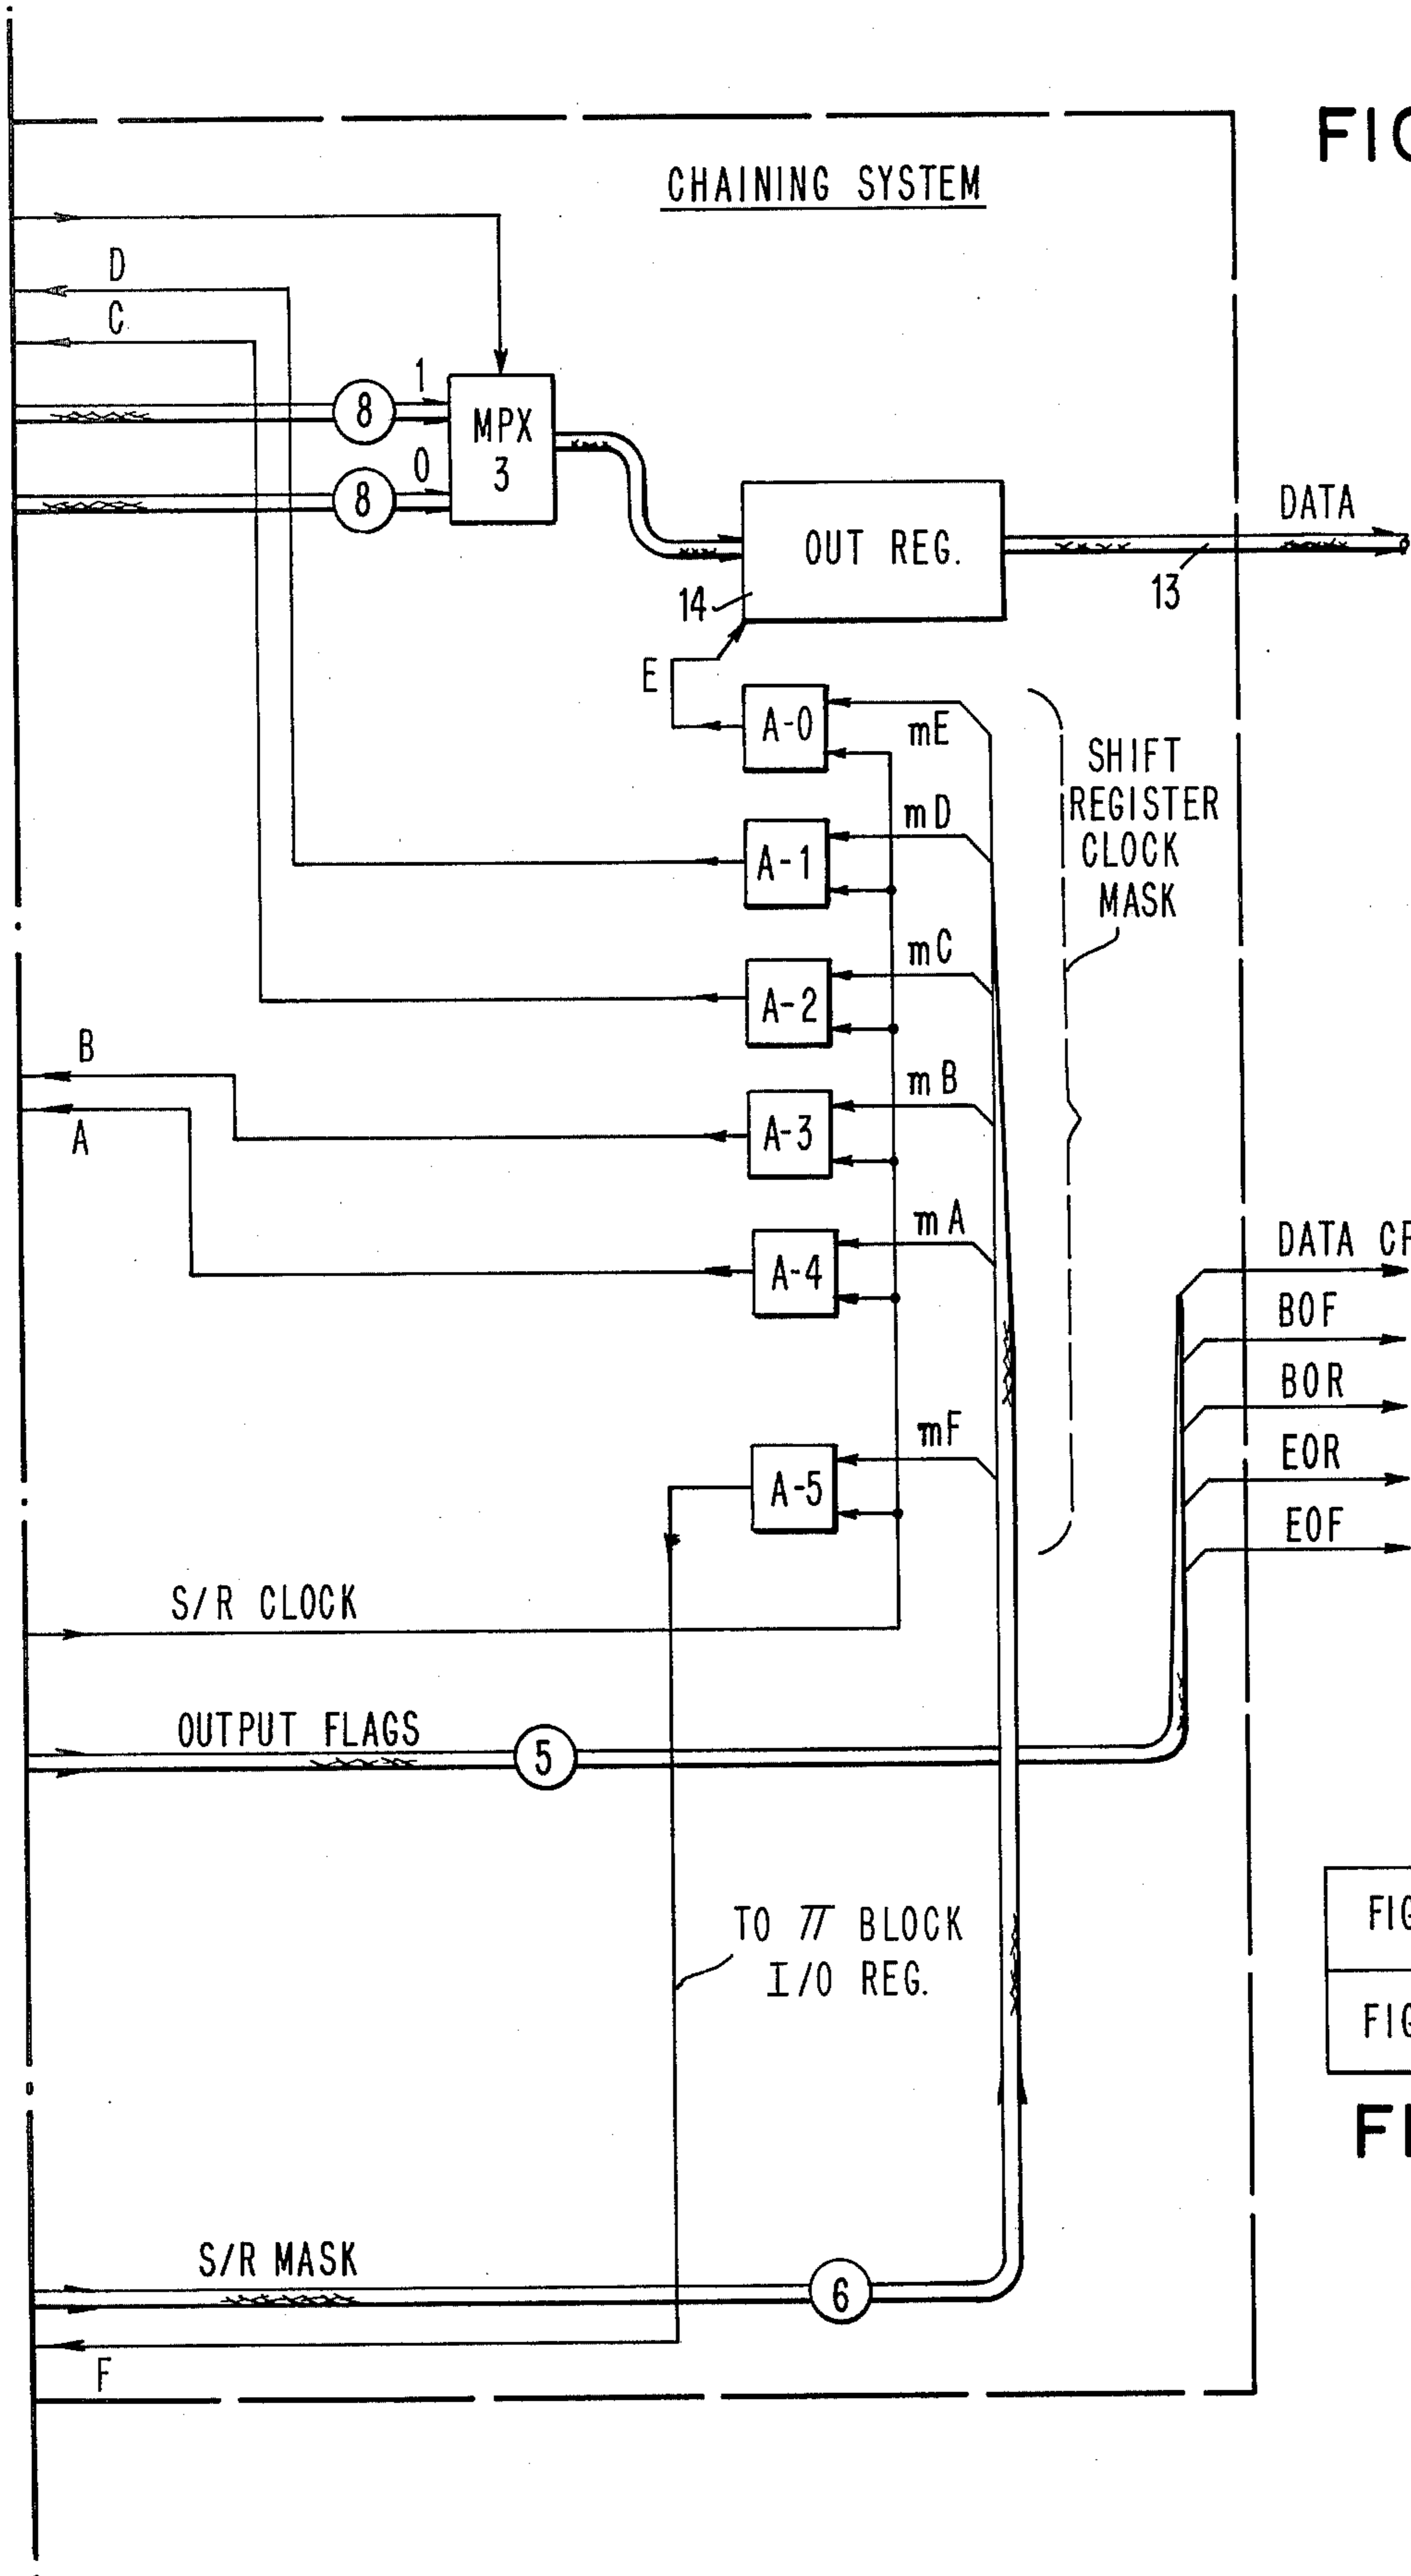 FIG
CHAINING SYSTEM
D
C
1
8
MPX
3
0
8
DATA
OUT REG.
14
13
E
A-0
mE
SHIFT
REGISTER
CLOCK
MASK
mD
A-1
mC
A-2
B
mB
A-3
A
mA
A-4
DATA
BOF
BOR
EOR
EOF
mF
A-5
S/R CLOCK
OUTPUT FLAGS
5
TO π BLOCK
I/O REG.
FIG
FIG
S/R MASK
6
F